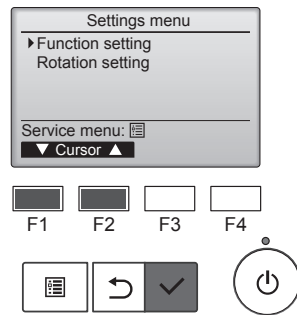 Settings menu
Function setting
Rotation setting
Service menu:
▼ Cursor ▲
F1 F2 F3 F4